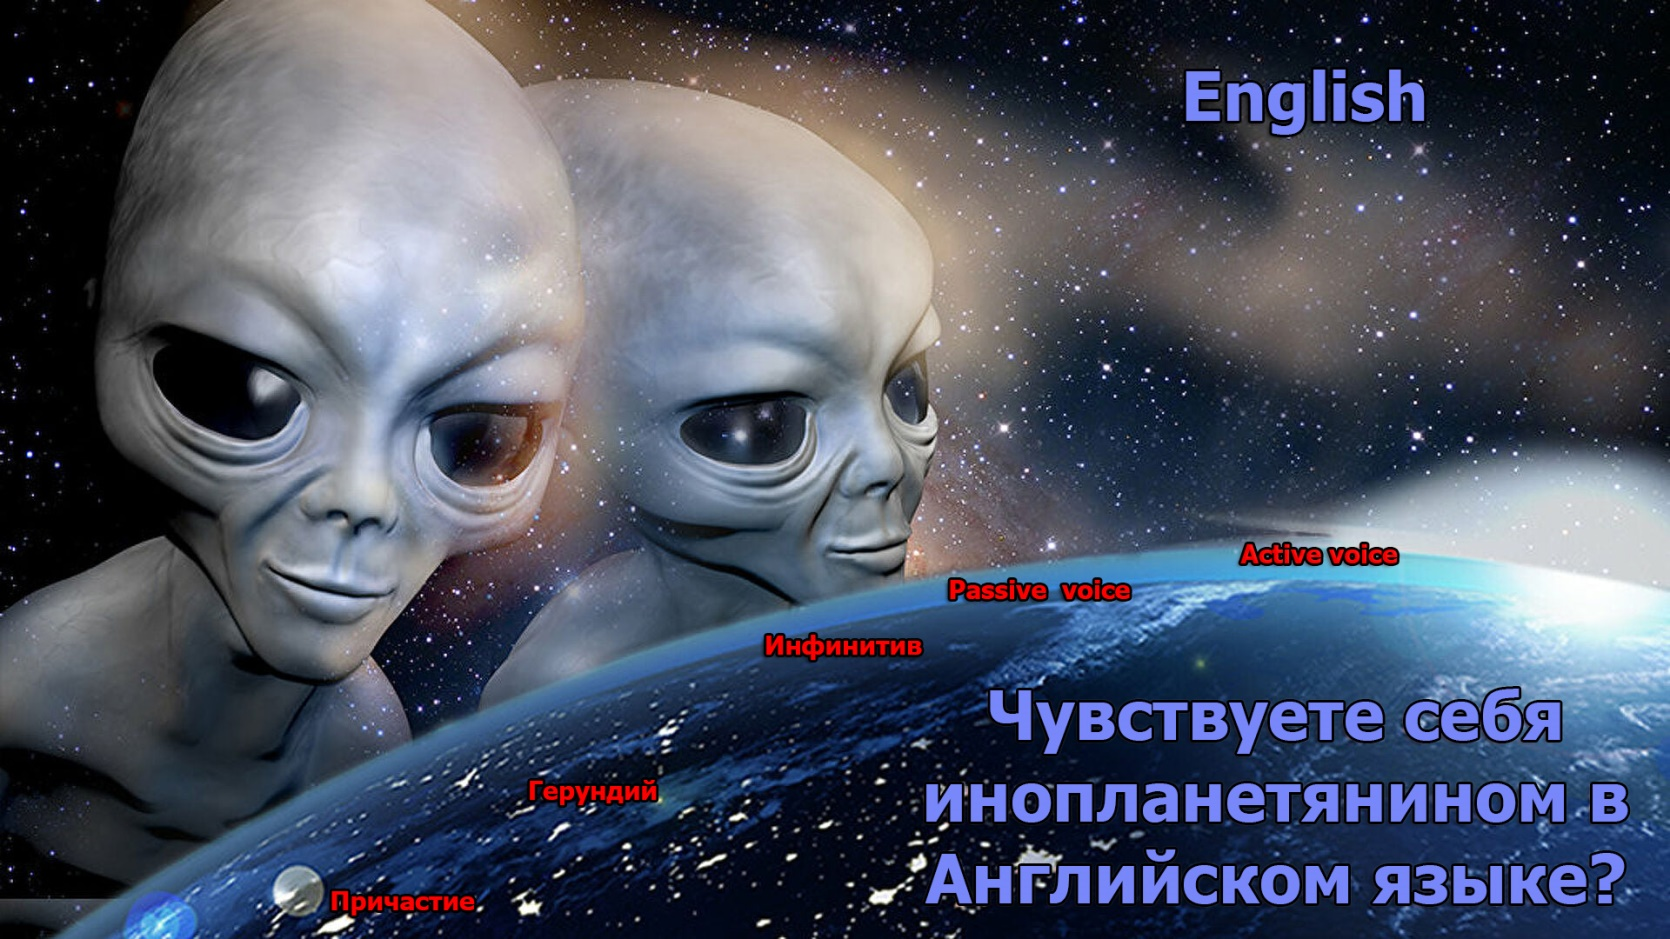 English
Active voice
Passive voice
Инфинитив
Чувствуете себя
инопланетянином в
Английском языке?
Герундий
Причастие